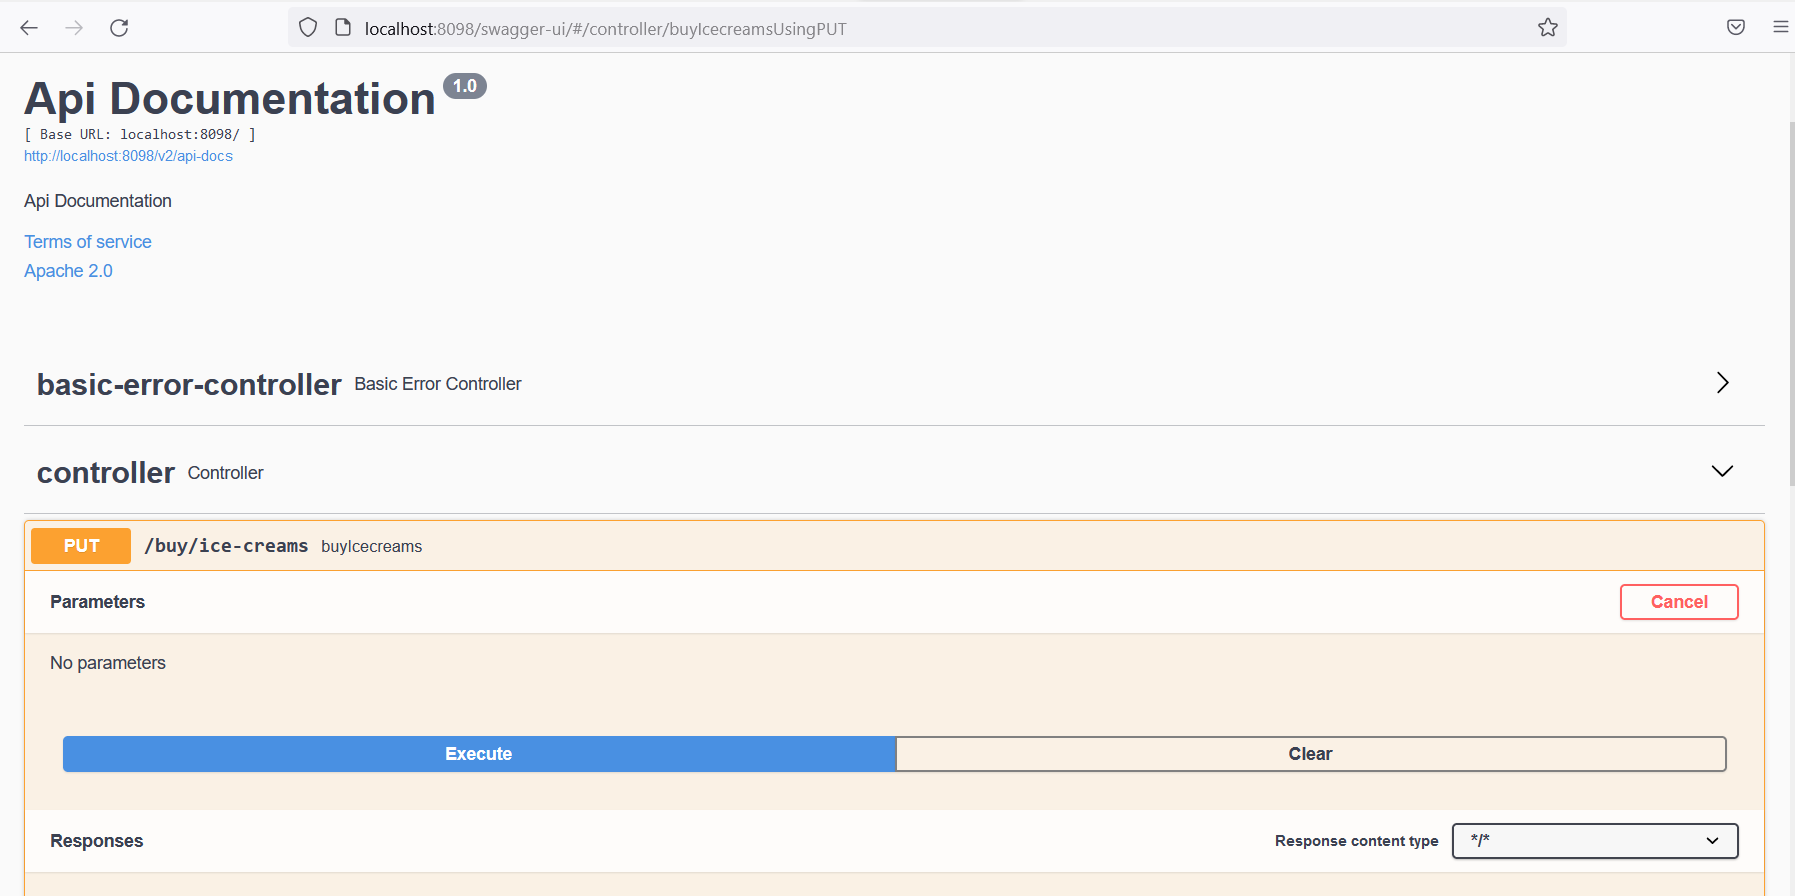 localhost:8098/swagger-ui/#/controller/buyIcecreamsUsingPUT
Api Documentation 1.0
[ Base URL: localhost:8098/ ]
http://localhost:8098/v2/api-docs
Api Documentation
Terms of service
Apache 2.0
basic-error-controller Basic Error Controller
controller Controller
PUT /buy/ice-creams buyIcecreams
Parameters Cancel
No parameters
Execute Clear
Responses Response content type */*